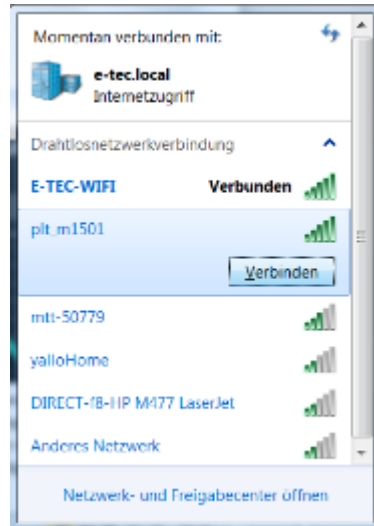 Momentan verbunden mit:
e-tec.local
Internetzugriff
Drahtlosnetzwerkverbindung
E-TEC-WIFI Verbunden
plt_m1501
Verbinden
mtt-50779
yalloHome
DIRECT-f8-HP M477 LaserJet
Anderes Netzwerk
Netzwerk- und Freigabecenter öffnen